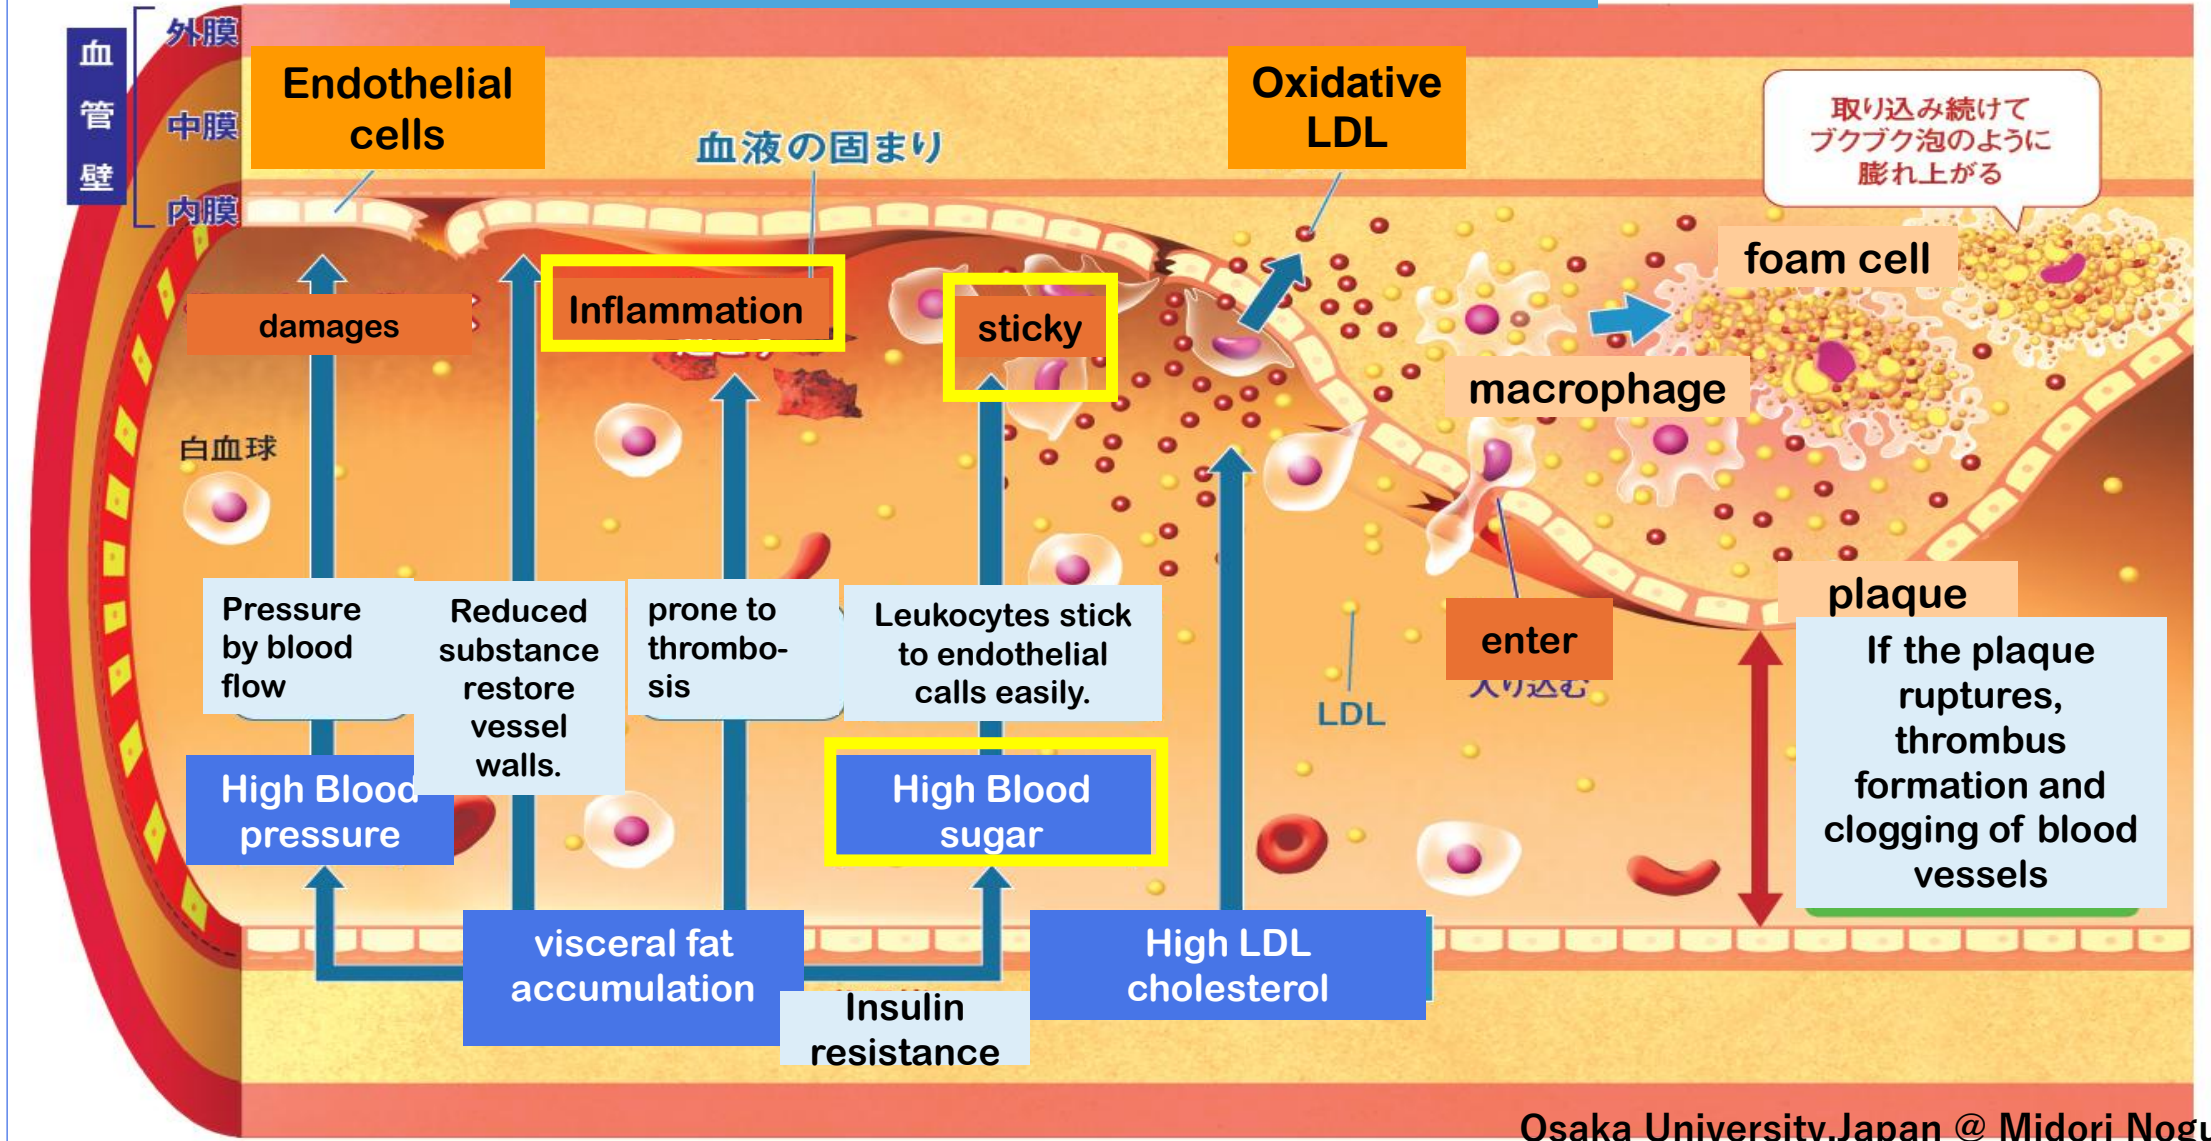 血管壁
外膜
中膜
内膜
Endothelial
cells
血液の固まり
Oxidative
LDL
取り込み続けて
ブクブク泡のように
膨れ上がる
foam cell
damages
Inflammation
sticky
macrophage
白血球
Pressure
by blood
flow
Reduced
substance
restore
vessel
walls.
prone to
thrombo-
sis
Leukocytes stick
to endothelial
calls easily.
enter
入り込む
LDL
plaque
If the plaque
ruptures,
thrombus
formation and
clogging of blood
vessels
High Blood
pressure
High Blood
sugar
visceral fat
accumulation
High LDL
cholesterol
Insulin
resistance
Osaka University.Japan @ Midori Nogu